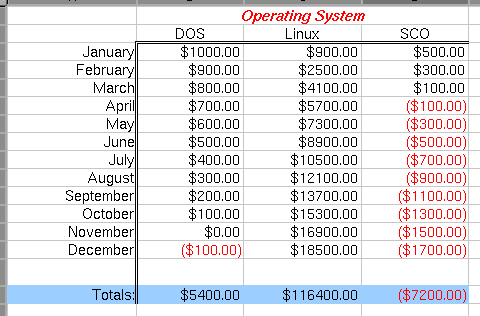 Operating System
DOS Linux SCO
January $1000.00 $900.00 $500.00
February $900.00 $2500.00 $300.00
March $800.00 $4100.00 $100.00
April $700.00 $5700.00 ($100.00)
May $600.00 $7300.00 ($300.00)
June $500.00 $8900.00 ($500.00)
July $400.00 $10500.00 ($700.00)
August $300.00 $12100.00 ($900.00)
September $200.00 $13700.00 ($1100.00)
October $100.00 $15300.00 ($1300.00)
November $0.00 $16900.00 ($1500.00)
December ($100.00) $18500.00 ($1700.00)
Totals: $5400.00 $116400.00 ($7200.00)